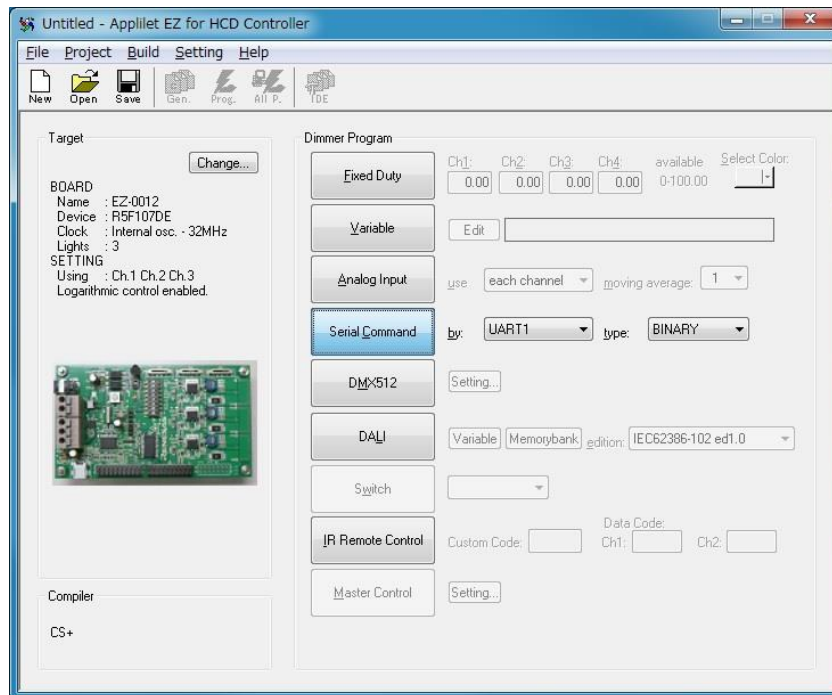 Untitled - Applilet EZ for HCD Controller
File Project Build Setting Help
New Open Save Gen. Prog. All P. IDE
Target
Change...
BOARD
Name : EZ-0012
Device : R5F107DE
Clock : Internal osc. - 32MHz
Lights : 3
SETTING
Using : Ch.1 Ch.2 Ch.3
Logarithmic control enabled.
Compiler
CS+
Dimmer Program
Fixed Duty Ch1: Ch2: Ch3: Ch4: available Select Color:
0.00 0.00 0.00 0.00 0-100.00
Variable Edit
Analog Input use each channel moving average: 1
Serial Command by: UART1 type: BINARY
DMX512 Setting...
DALI Variable Memorybank edition: IEC62386-102 ed1.0
Switch
Data Code:
IR Remote Control Custom Code: Ch1: Ch2:
Master Control Setting...